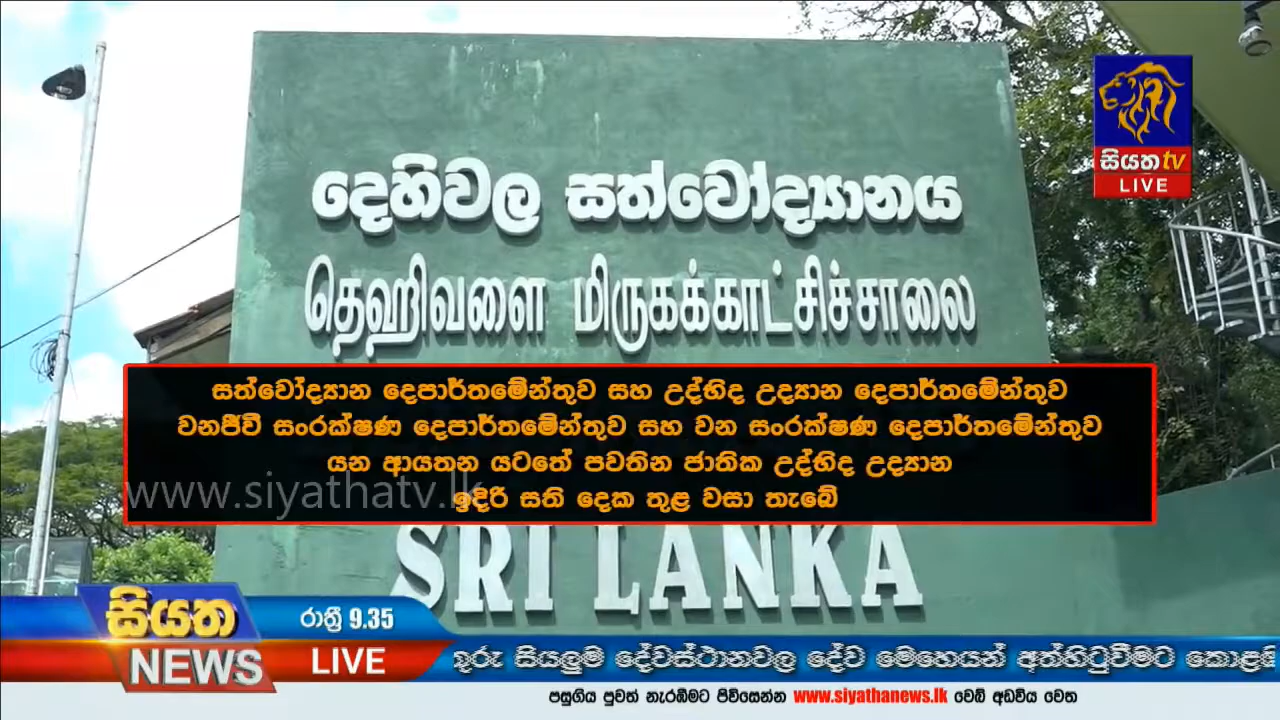 දෙහිවල සත්වෝද්‍යානය
தெஹிவளை மிருகக்காட்சிச்சாலை
සියත tv
LIVE
සත්වෝද්‍යාන දෙපාර්තමේන්තුව සහ උද්භිද උද්‍යාන දෙපාර්තමේන්තුව
වනජීවී සංරක්ෂණ දෙපාර්තමේන්තුව සහ වන සංරක්ෂණ දෙපාර්තමේන්තුව
යන ආයතන යටතේ පවතින ජාතික උද්භිද උද්‍යාන
ඉදිරි සති දෙක තුළ වසා තැබේ
www.siyathatv.lk
SRI LANKA
සියත
NEWS
රාත්‍රී 9.35
LIVE
තුරු සියලුම දේවස්ථානවල දේව මෙහෙයන් අත්හිටුවීමට
පසුගිය පුවත් නැරඹීමට පිවිසෙන්න www.siyathanews.lk වෙබ් අඩවිය වෙත